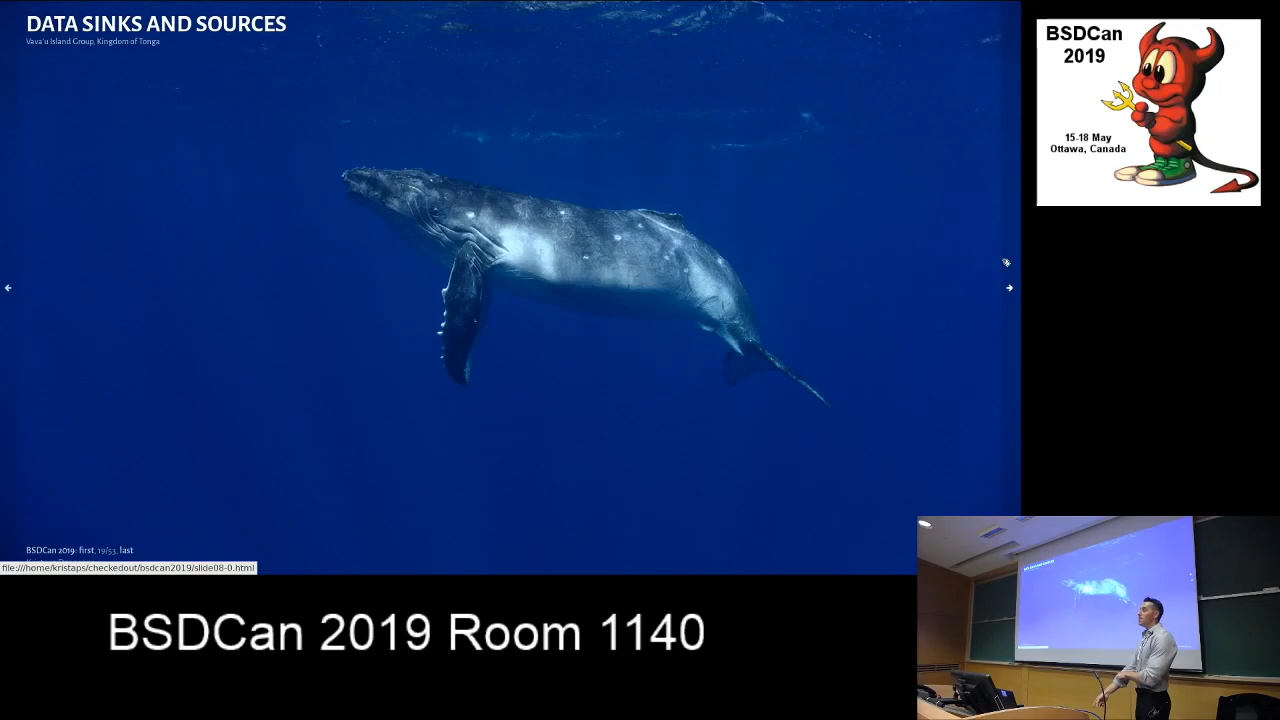 DATA SINKS AND SOURCES
Vava'u Island Group, Kingdom of Tonga
BSDCan
2019
15-18 May
Ottawa, Canada
BSDCan 2019: first, 19/53, last
file:///home/kristaps/checkedout/bsdcan2019/slide08-0.html
BSDCan 2019 Room 1140